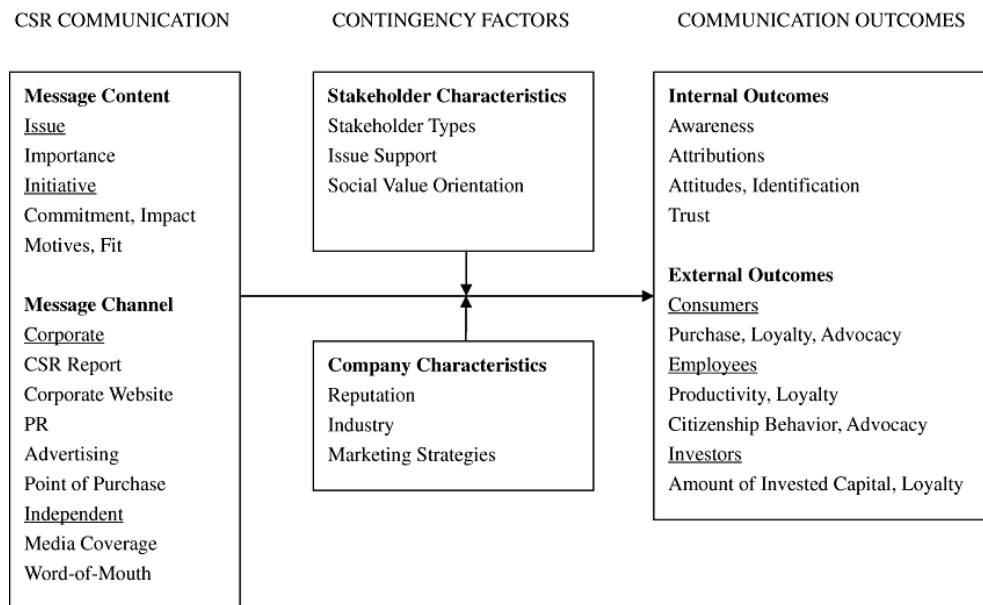 CSR COMMUNICATION
CONTINGENCY FACTORS
COMMUNICATION OUTCOMES
Message Content
Issue
Importance
Initiative
Commitment, Impact
Motives, Fit
Message Channel
Corporate
CSR Report
Corporate Website
PR
Advertising
Point of Purchase
Independent
Media Coverage
Word-of-Mouth
Stakeholder Characteristics
Stakeholder Types
Issue Support
Social Value Orientation
Company Characteristics
Reputation
Industry
Marketing Strategies
Internal Outcomes
Awareness
Attributions
Attitudes, Identification
Trust
External Outcomes
Consumers
Purchase, Loyalty, Advocacy
Employees
Productivity, Loyalty
Citizenship Behavior, Advocacy
Investors
Amount of Invested Capital, Loyalty